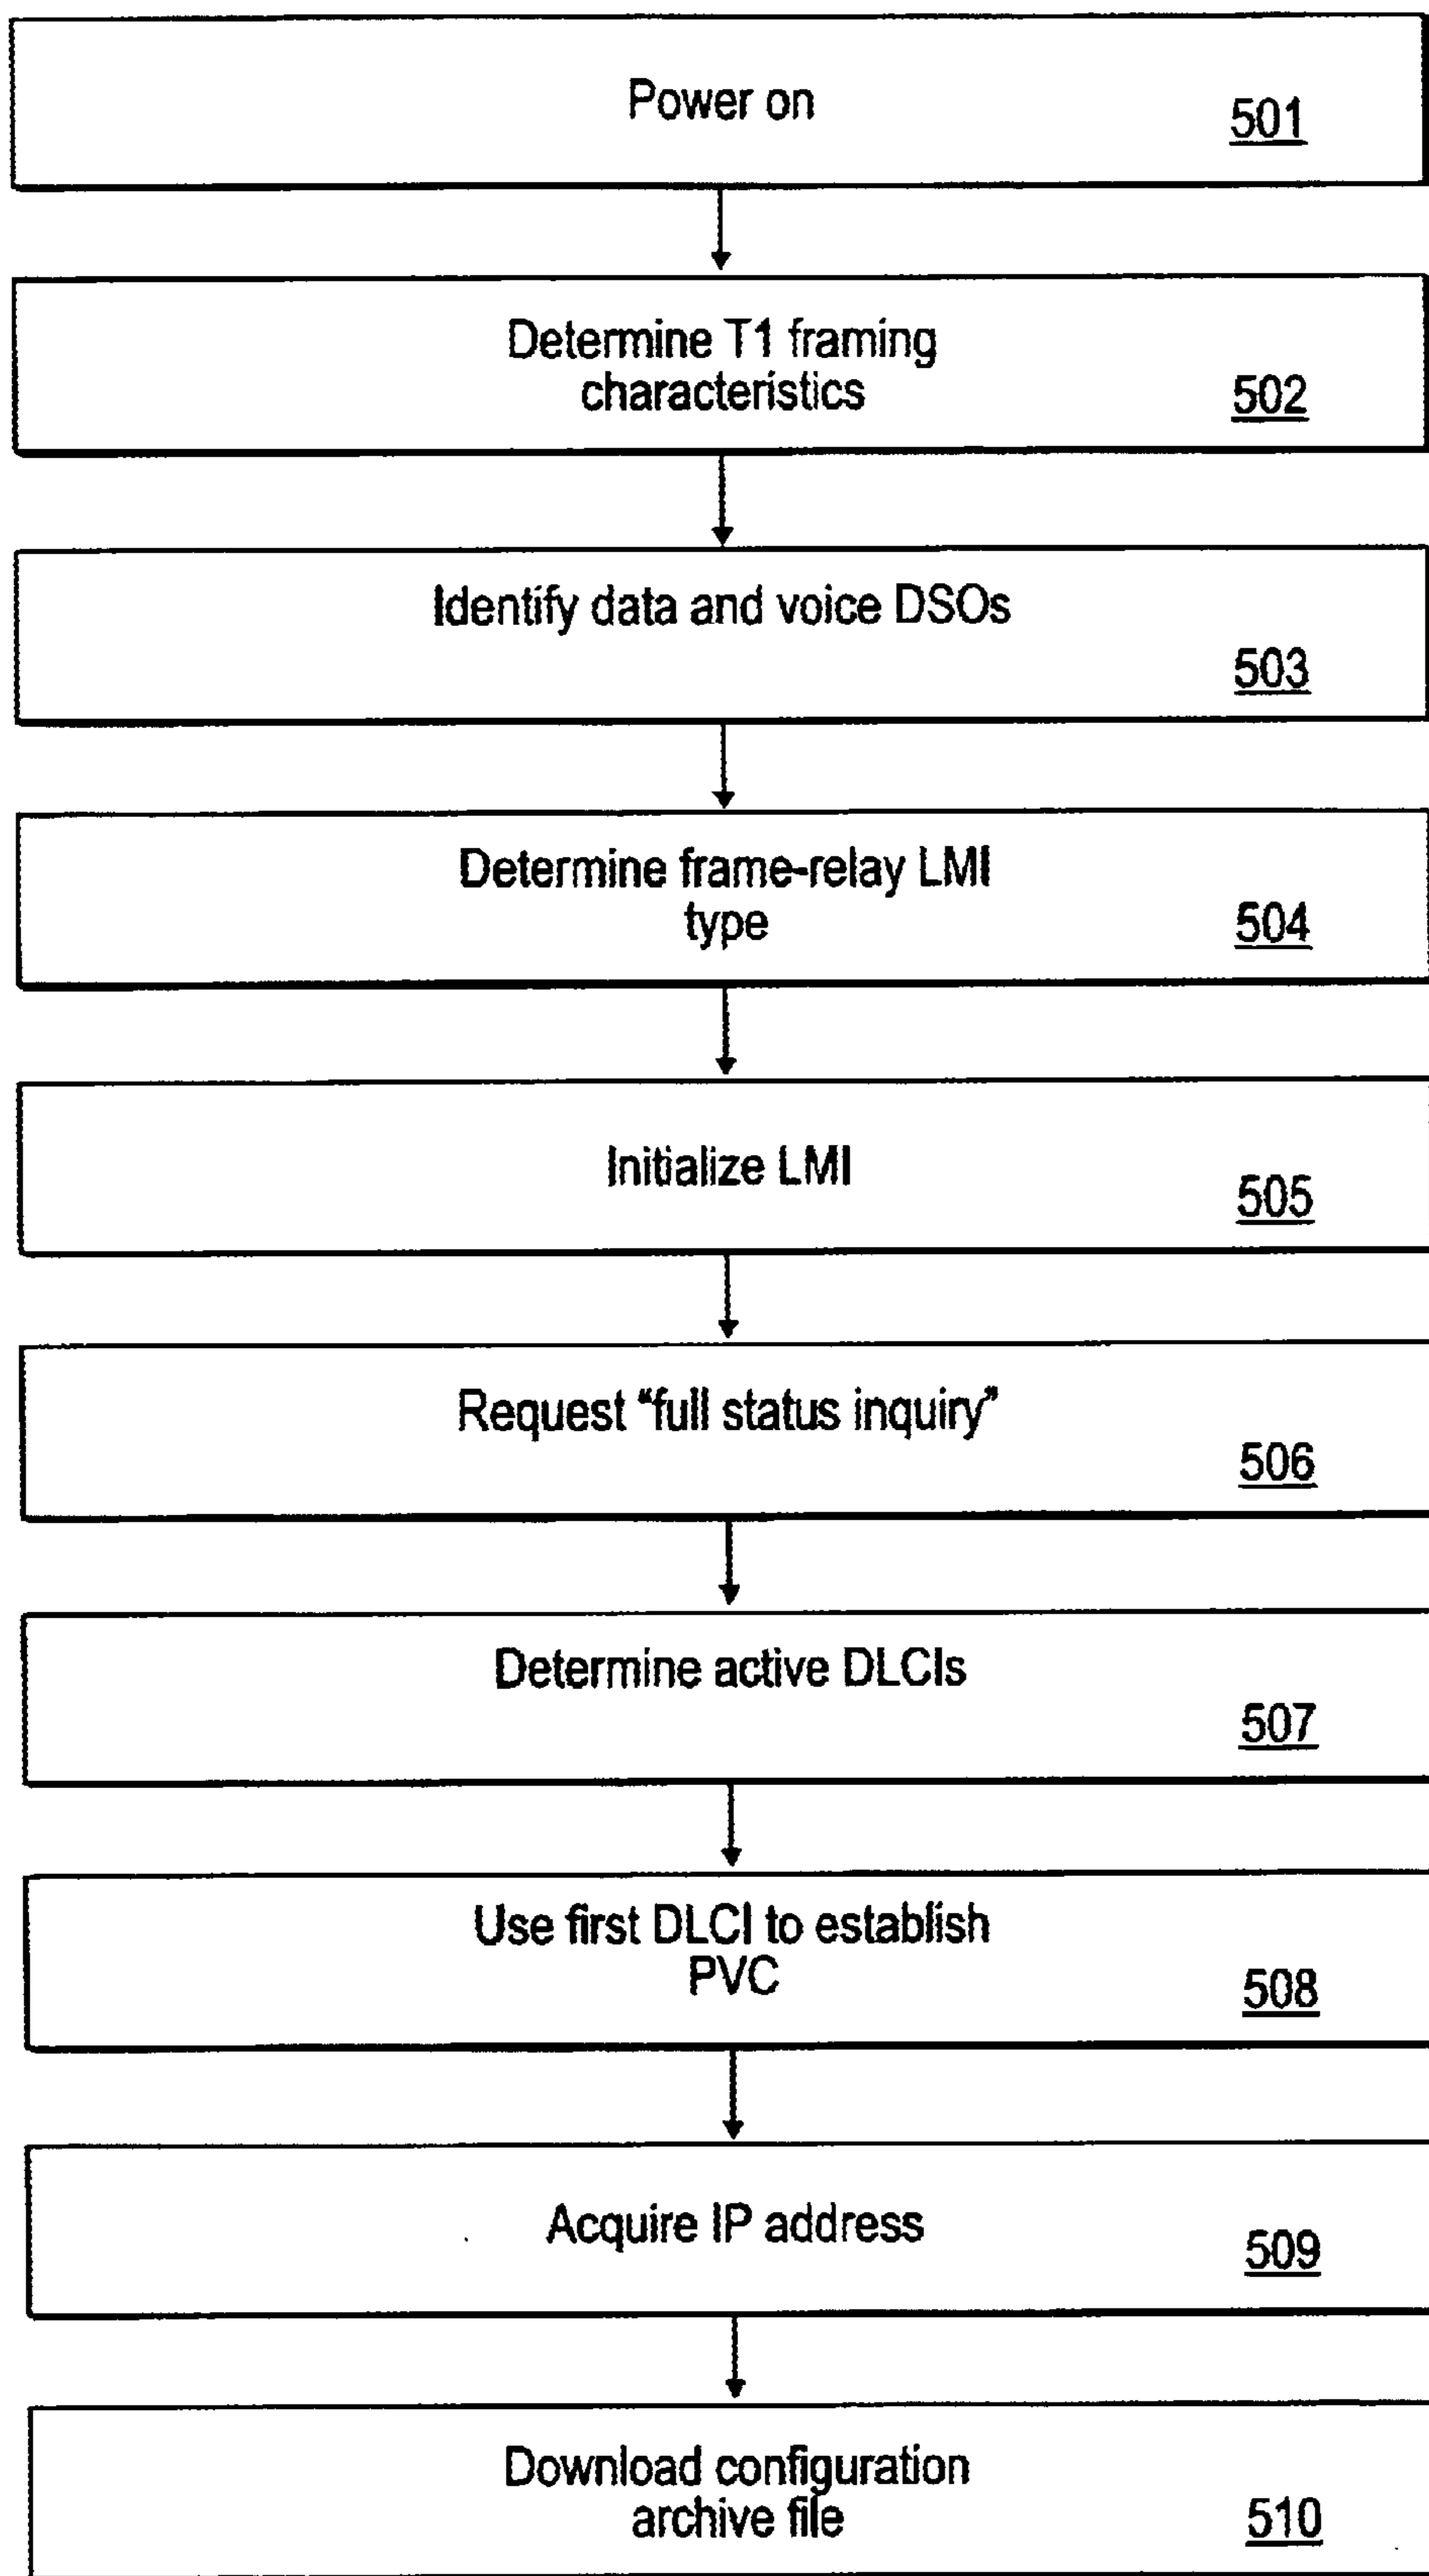 Power on
501
Determine T1 framing
characteristics
502
Identify data and voice DSOs
503
Determine frame-relay LMI
type
504
Initialize LMI
505
Request “full status inquiry”
506
Determine active DLCIs
507
Use first DLCI to establish
PVC
508
Acquire IP address
509
Download configuration
archive file
510